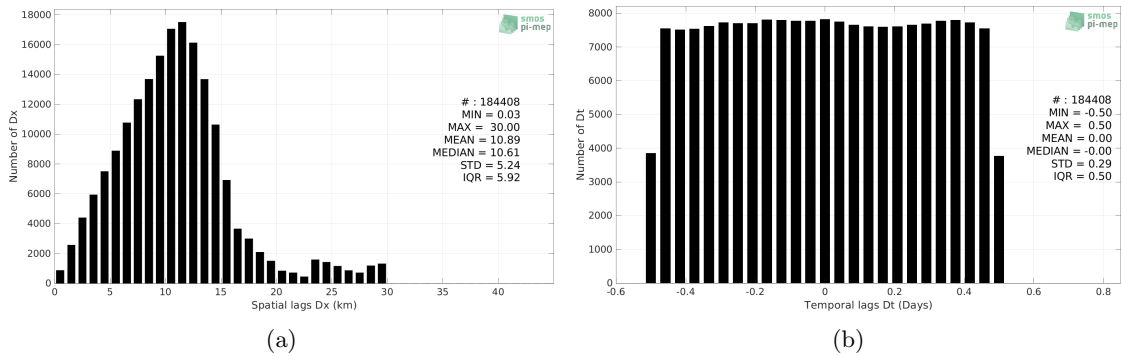 18000
16000
14000
12000
10000
8000
6000
4000
2000
0
Number of Dx
0 5 10 15 20 25 30 35 40
Spatial lags Dx (km)
smos
pi-mep
# : 184408
MIN = 0.03
MAX = 30.00
MEAN = 10.89
MEDIAN = 10.61
STD = 5.24
IQR = 5.92
(a)
8000
7000
6000
5000
4000
3000
2000
1000
0
Number of Dt
-0.6 -0.4 -0.2 0 0.2 0.4 0.6 0.8
Temporal lags Dt (Days)
smos
pi-mep
# : 184408
MIN = -0.50
MAX = 0.50
MEAN = 0.00
MEDIAN = -0.00
STD = 0.29
IQR = 0.50
(b)